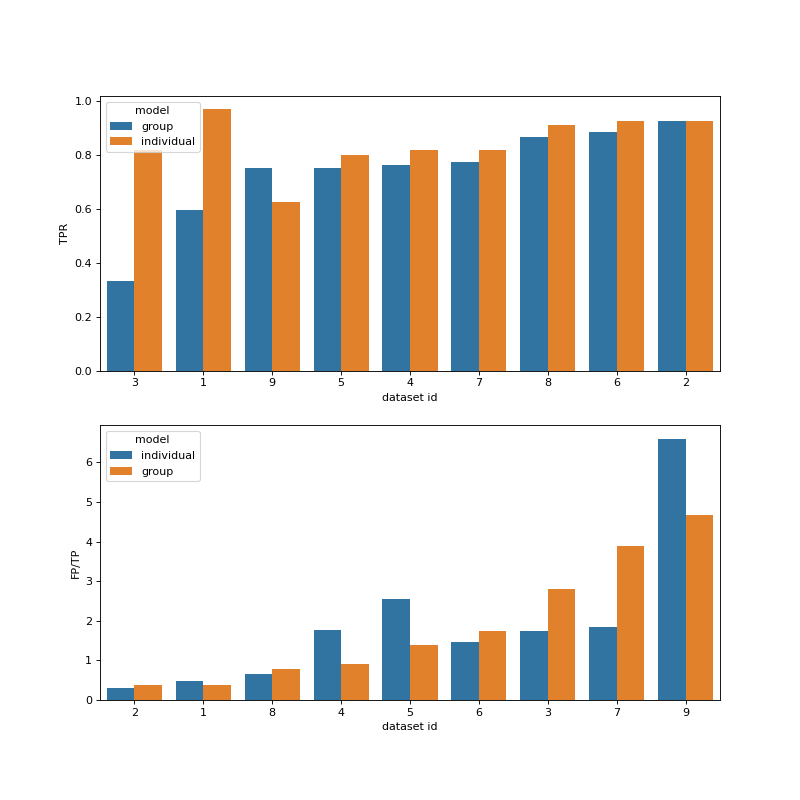 1.0
0.8
0.6
0.4
0.2
0.0
TPR
model
group
individual
3 1 9 5 4 7 8 6 2
dataset id
6
5
4
3
2
1
0
FP/TP
model
individual
group
2 1 8 4 5 6 3 7 9
dataset id